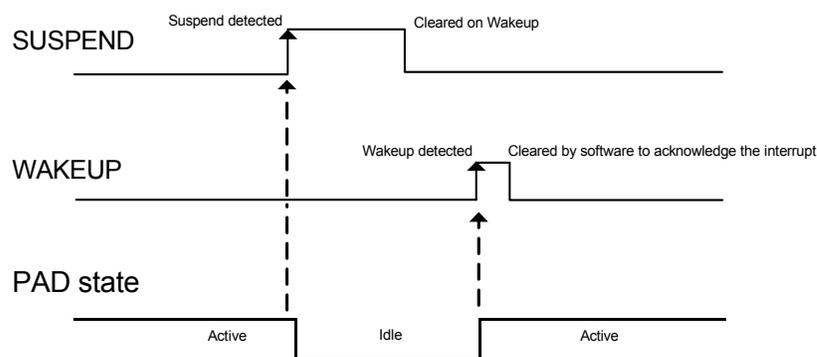 Suspend detected
Cleared on Wakeup
SUSPEND
Wakeup detected
Cleared by software to acknowledge the interrupt
WAKEUP
PAD state
Active
Idle
Active